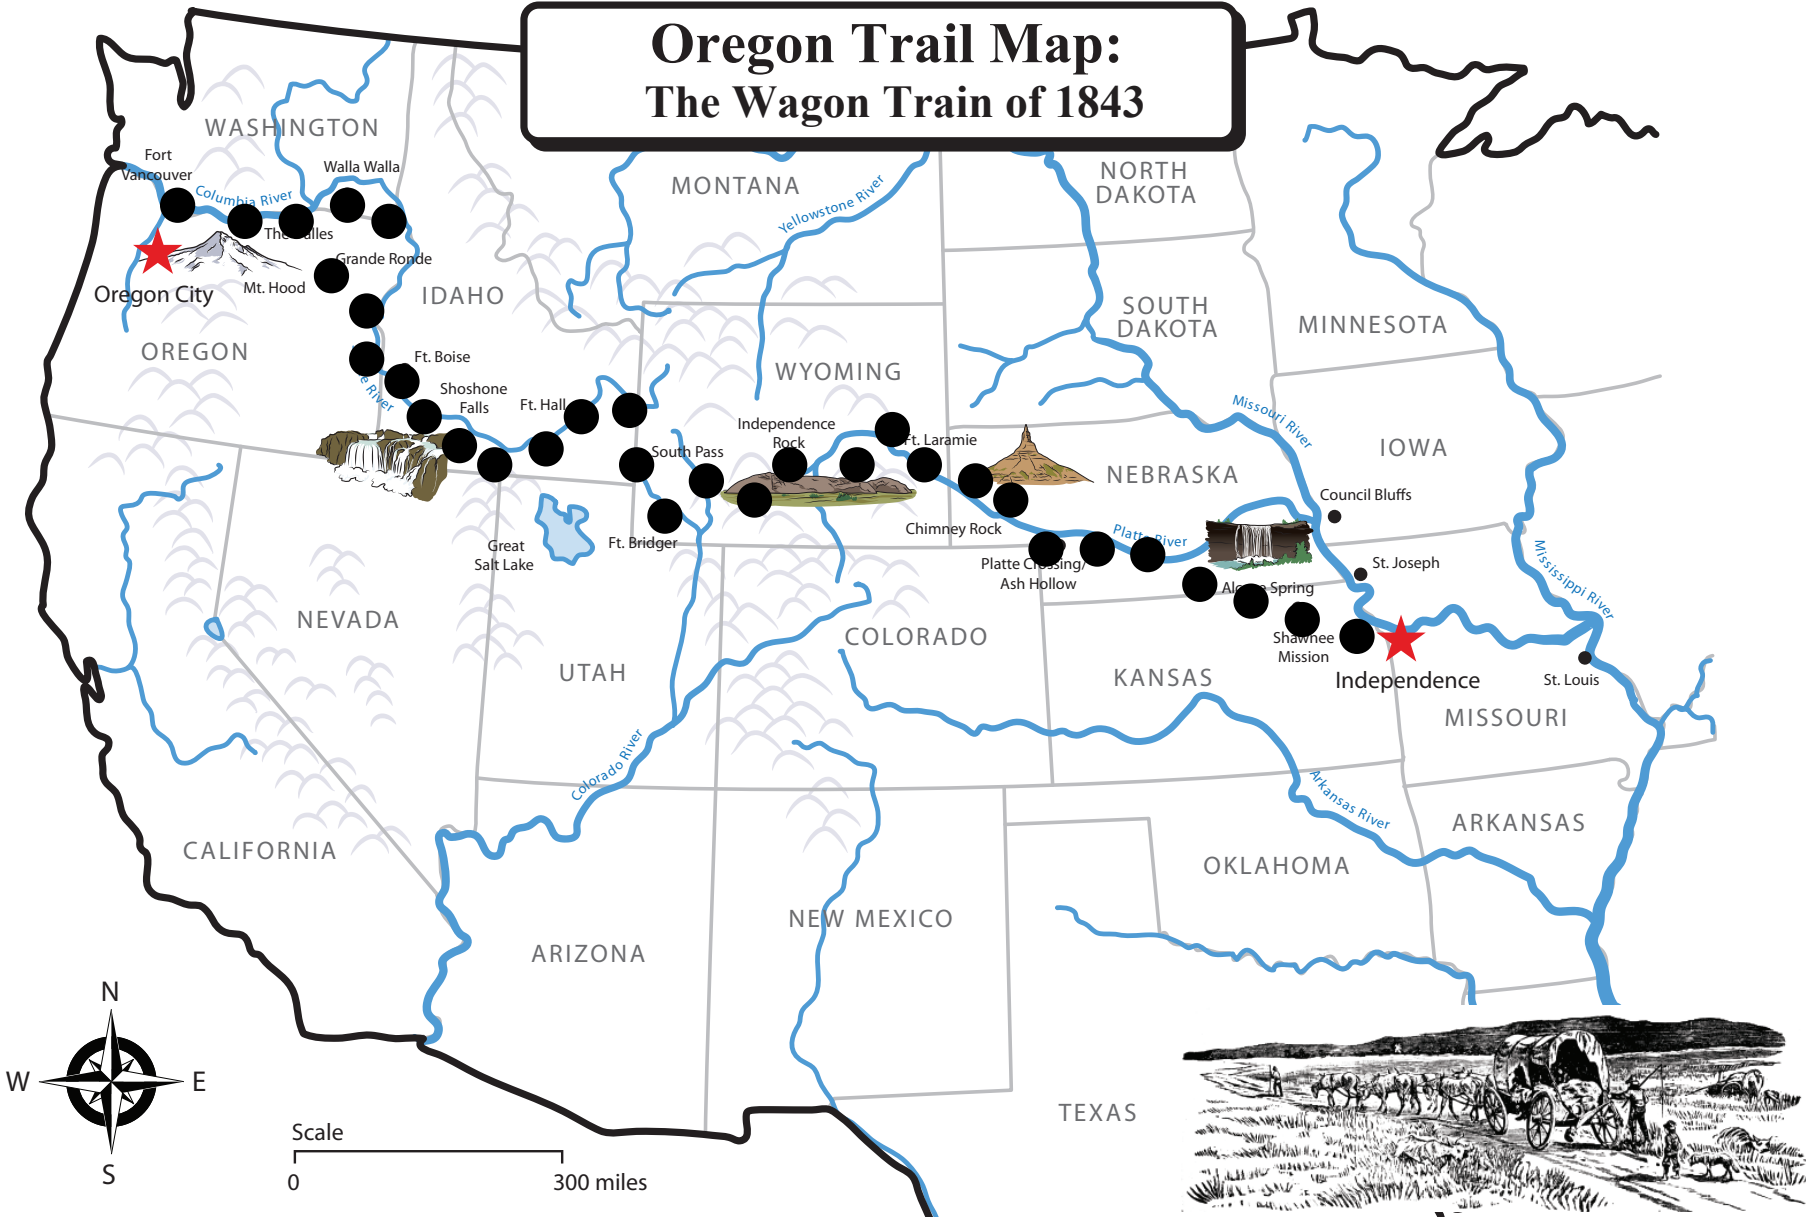 Oregon Trail Map:
The Wagon Train of 1843
WASHINGTON
Fort
Vancouver
Walla Walla
Columbia River
The Dalles
Grande Ronde
Mt. Hood
Oregon City
IDAHO
OREGON
MONTANA
Yellowstone River
NORTH
DAKOTA
SOUTH
DAKOTA
MINNESOTA
WYOMING
Ft. Boise
Shoshone
Falls
River
Ft. Hall
South Pass
Independence
Rock
Ft. Laramie
Missouri River
IOWA
NEBRASKA
Council Bluffs
Chimney Rock
Platte River
Platte Crossing/
Ash Hollow
Great
Salt Lake
Ft. Bridger
St. Joseph
Mississippi River
Alcove Spring
Shawnee
Mission
Independence
St. Louis
NEVADA
UTAH
COLORADO
KANSAS
MISSOURI
Colorado River
Arkansas River
CALIFORNIA
ARKANSAS
OKLAHOMA
ARIZONA
NEW MEXICO
TEXAS
N
W
E
S
Scale
0
300 miles